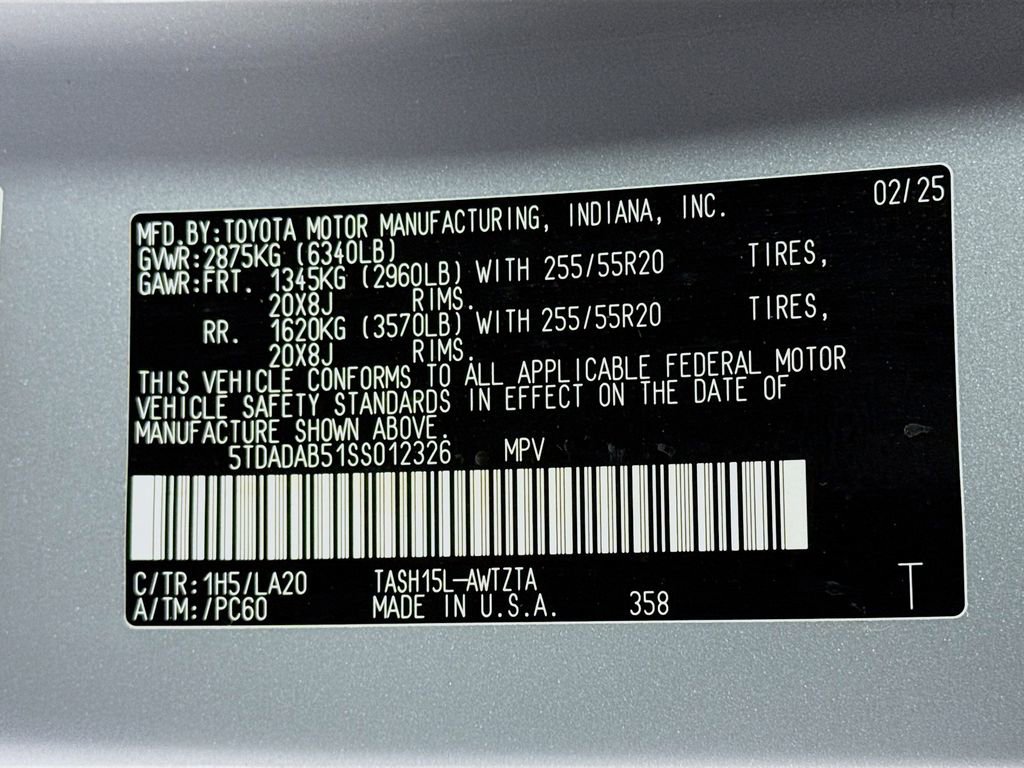 02/25
MFD.BY:TOYOTA MOTOR MANUFACTURING, INDIANA, INC.
GVWR:2875KG (6340LB)
GAWR:FRT. 1345KG (2960LB) WITH 255/55R20 TIRES,
20X8J RIMS.
RR. 1620KG (3570LB) WITH 255/55R20 TIRES,
20X8J RIMS.
THIS VEHICLE CONFORMS TO ALL APPLICABLE FEDERAL MOTOR
VEHICLE SAFETY STANDARDS IN EFFECT ON THE DATE OF
MANUFACTURE SHOWN ABOVE.
5TDADAB51SS012326 MPV
C/TR:1H5/LA20 TASH15L-AWTZTA
A/TM:/PC60 MADE IN U.S.A. 358 T